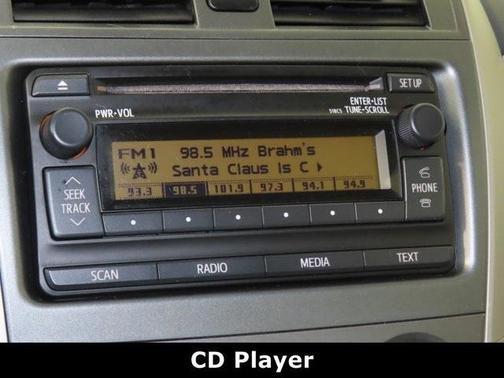 SET UP
ENTER•LIST
PWR•VOL
TUNE•SCROLL
FM1 98.5 MHz Brahm's
Santa Claus Is C
93.3 98.5 101.9 97.3 94.1 94.9
SEEK
TRACK
PHONE
SCAN RADIO MEDIA TEXT
CD Player